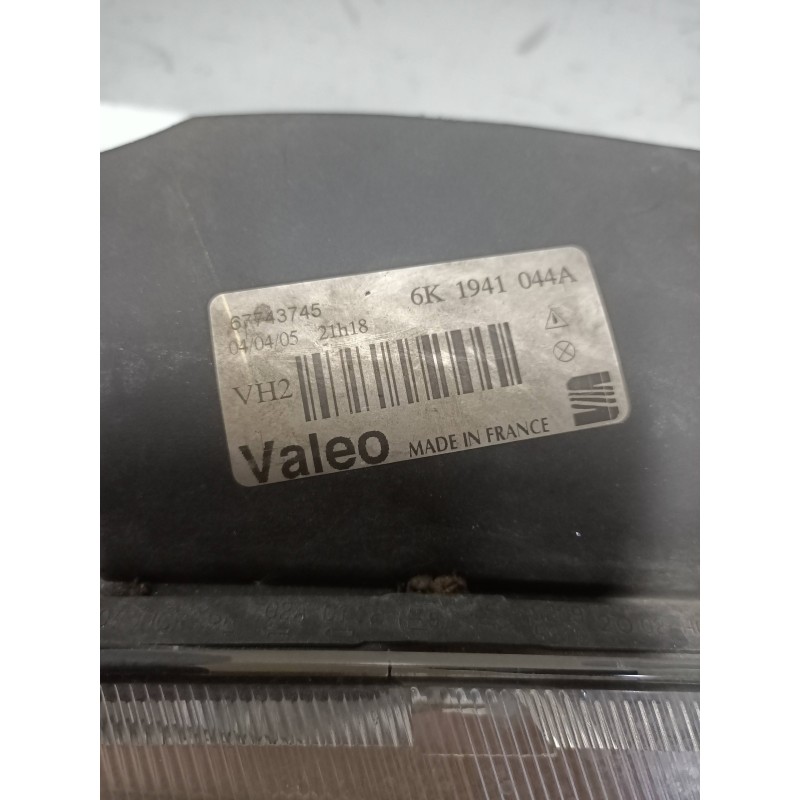 67743745 6K 1941 044A
04/04/05 21h18
VH2
Valeo MADE IN FRANCE